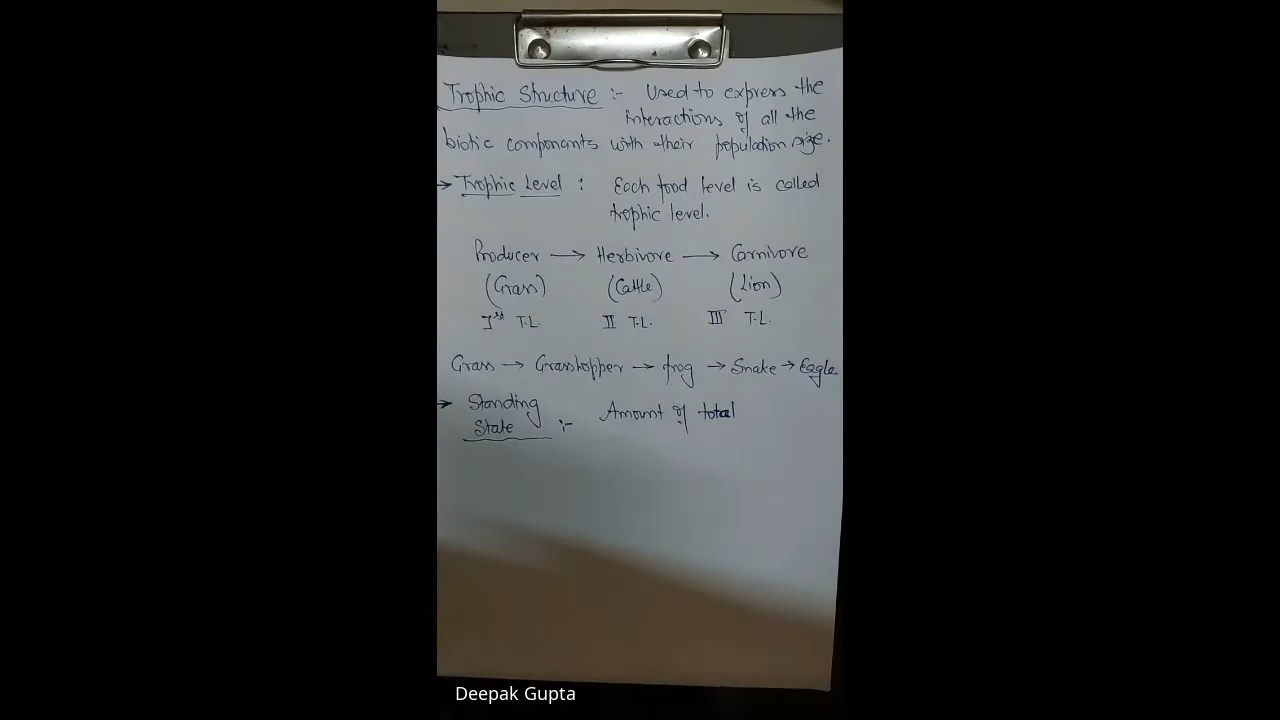 Trophic Structure :- Used to express the
interactions of all the
biotic components with their population size.
→ Trophic Level : Each food level is called
trophic level.
Producer → Herbivore → Carnivore
(Grass) (Cattle) (Lion)
Ist T.L. II T.L. III T.L.
Grass → Grasshopper → frog → Snake → Eagle
→ Standing Amount of total
State :-
Deepak Gupta